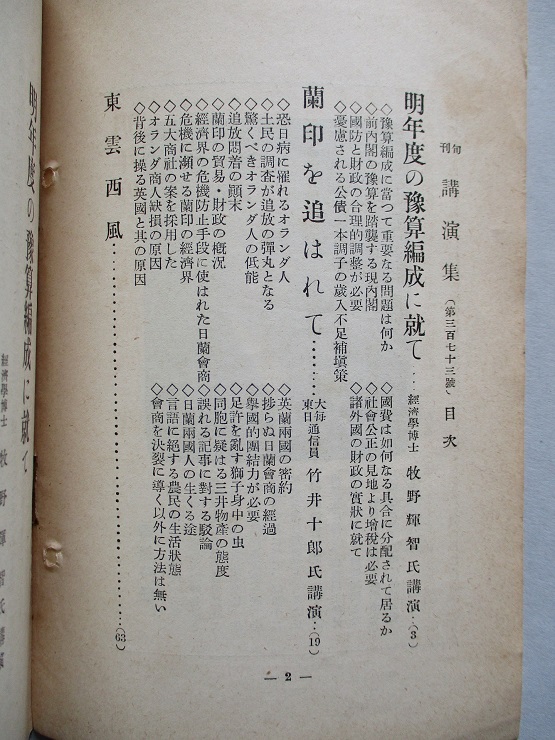 旬刊 講演集（第三百七十三號）目次
明年度の豫算編成に就て…經濟學博士 牧野輝智氏講演…(3)
◇豫算編成に當つて重要なる問題は何か
◇前内閣の豫算を踏襲する現内閣
◇國防と財政の合理的調整が必要
◇憂慮される公債一本調子の歳入不足補塡策
◇國費は如何なる具合に分配されて居るか
◇社會公正の見地より增税は必要
◇諸外國の財政の實狀に就て
蘭印を追はれて………大每東日通信員 竹井十郎氏講演…(19)
◇恐日病に罹れるオランダ人
◇土民の調査が追放の彈丸となる
◇驚くべきオランダ人の低能
◇追放悶着の顚末
◇蘭印の貿易・財政の概況
◇經濟界の危機防止手段に使はれた日蘭會商
◇危機に瀕せる蘭印の經濟界
◇五大商社の案を採用した
◇オランダ商人缺損の原因
◇背後に操る英國と其の原因
◇英蘭兩國の密約
◇捗らぬ日蘭會商の經過
◇擧國的團結力が必要
◇足許を亂す獅子身中の虫
◇同胞に疑はる三井物產の態度
◇誤れる記事に對する駁論
◇日蘭兩國人の生くる途
◇言語に絕する農民の生活狀態
◇會商を決裂に導く以外に方法は無い
東雲西風………………………………(63)
— 2 —
明年度の豫算編成に就て
經濟學博士 牧野輝智氏講演